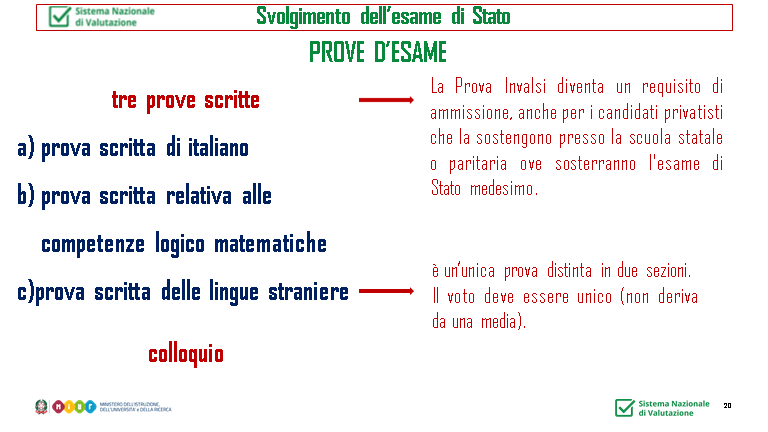 Sistema Nazionale
di Valutazione
Svolgimento dell'esame di Stato
PROVE D'ESAME
tre prove scritte
a) prova scritta di italiano
b) prova scritta relativa alle
competenze logico matematiche
c)prova scritta delle lingue straniere
colloquio
La Prova Invalsi diventa un requisito di
ammissione, anche per i candidati privatisti
che la sostengono presso la scuola statale
o paritaria ove sosterranno l'esame di
Stato medesimo.
è un'unica prova distinta in due sezioni.
Il voto deve essere unico (non deriva
da una media).
MIUR MINISTERO DELL'ISTRUZIONE,
DELL'UNIVERSITA' e DELLA RICERCA
Sistema Nazionale
di Valutazione
20